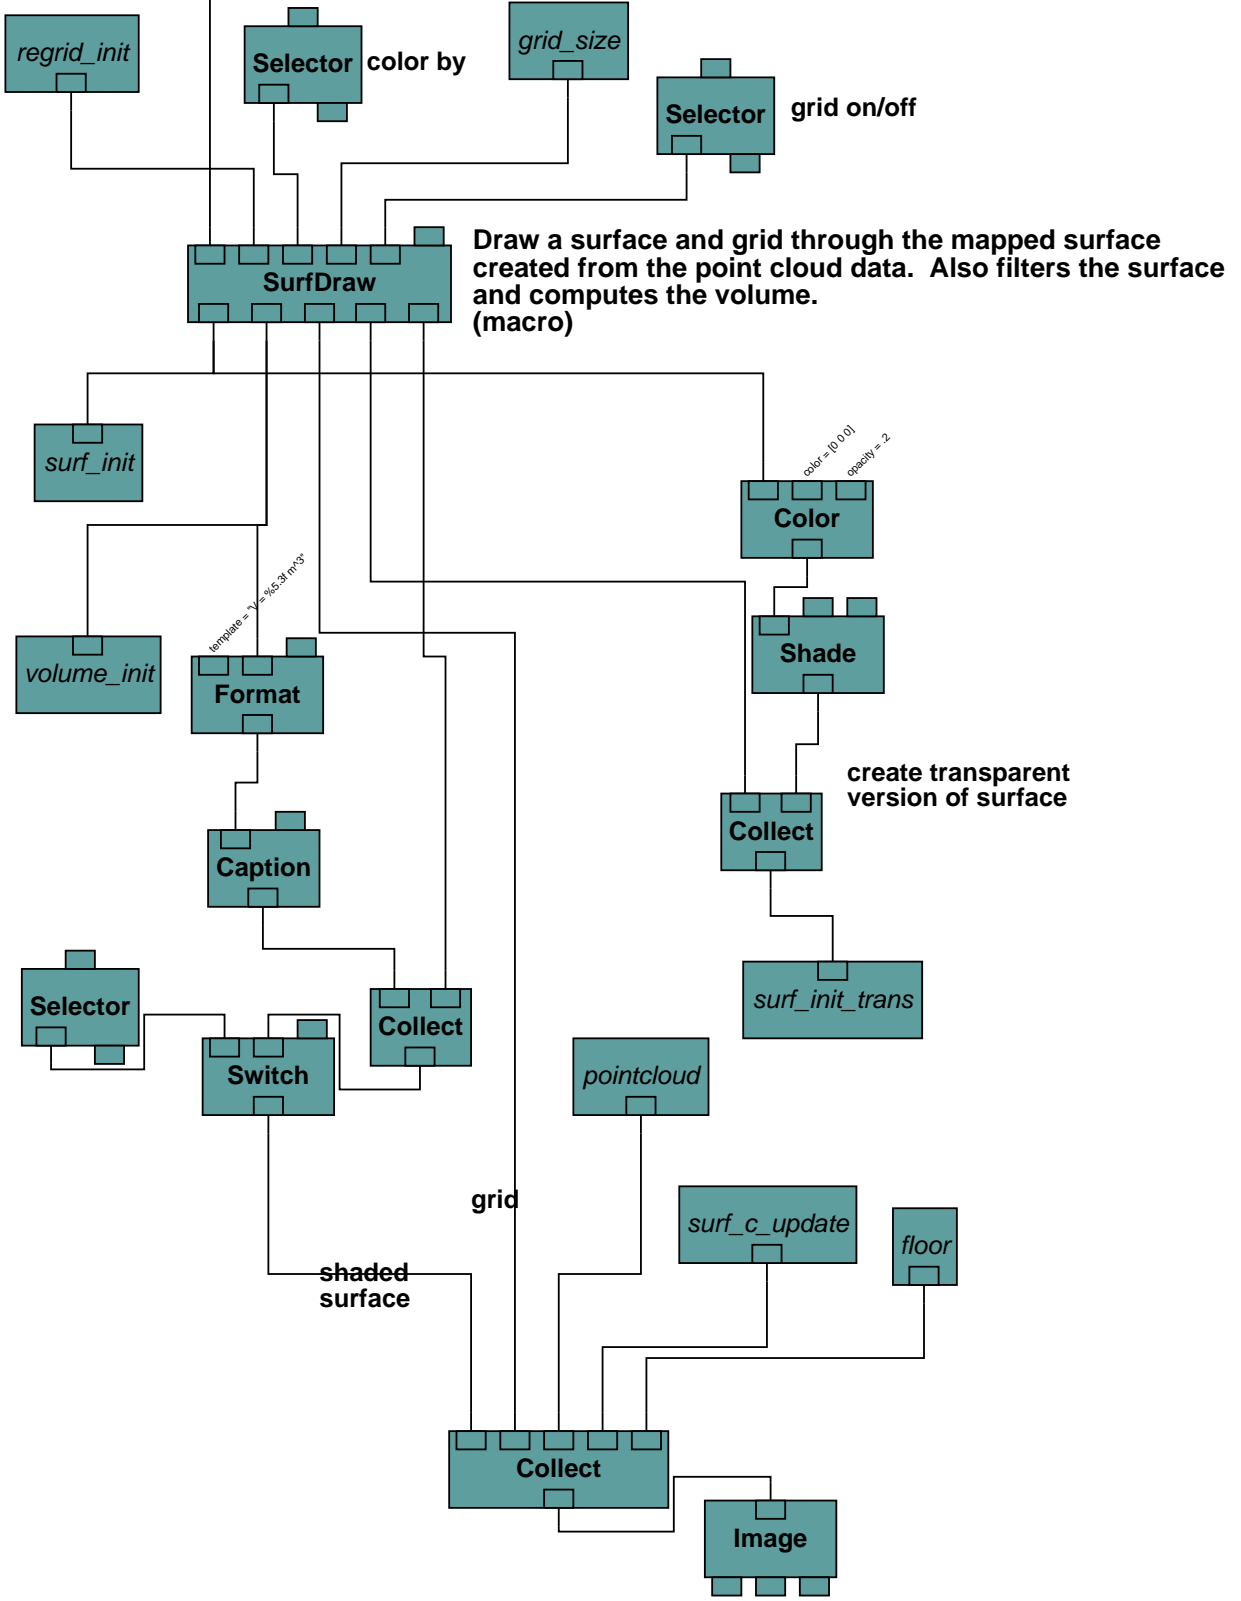 regrid_init
Selector
color by
grid_size
Selector
grid on/off
SurfDraw
Draw a surface and grid through the mapped surface
created from the point cloud data.  Also filters the surface
and computes the volume.
(macro)
surf_init
color = [0 0 0]
opacity = .2
Color
template = "V = %5.3f m^3"
volume_init
Format
Shade
create transparent
version of surface
Collect
Caption
Selector
Collect
surf_init_trans
Switch
pointcloud
grid
surf_c_update
floor
shaded
surface
Collect
Image